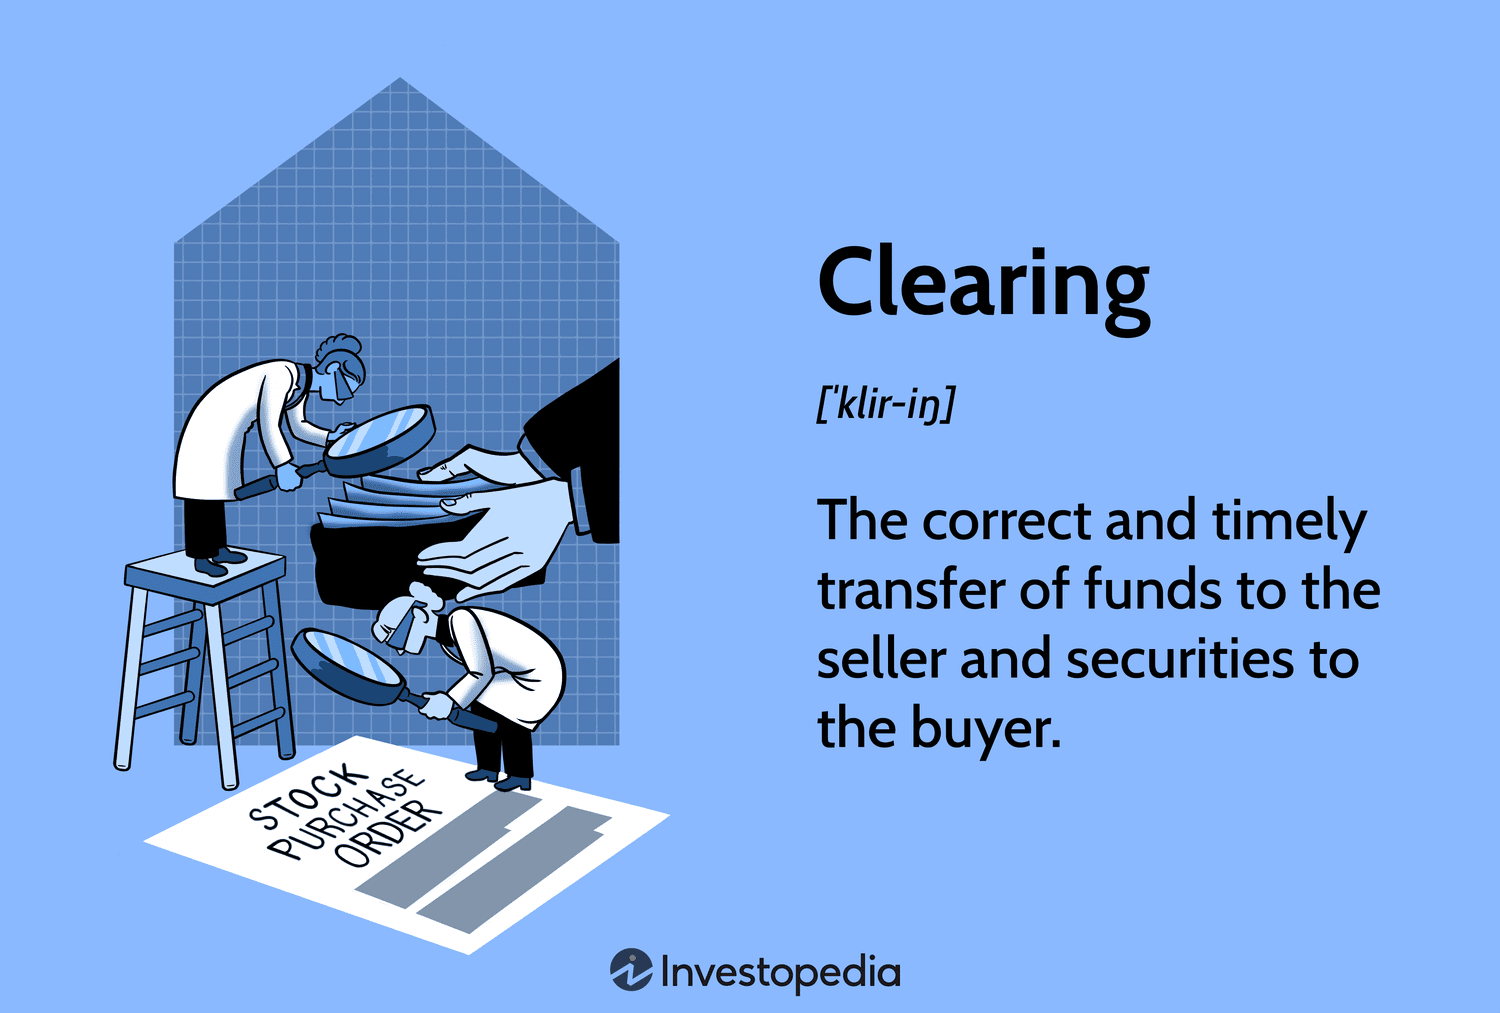 Clearing
['klir-iŋ]
The correct and timely
transfer of funds to the
seller and securities to
the buyer.
STOCK
PURCHASE
ORDER
Investopedia